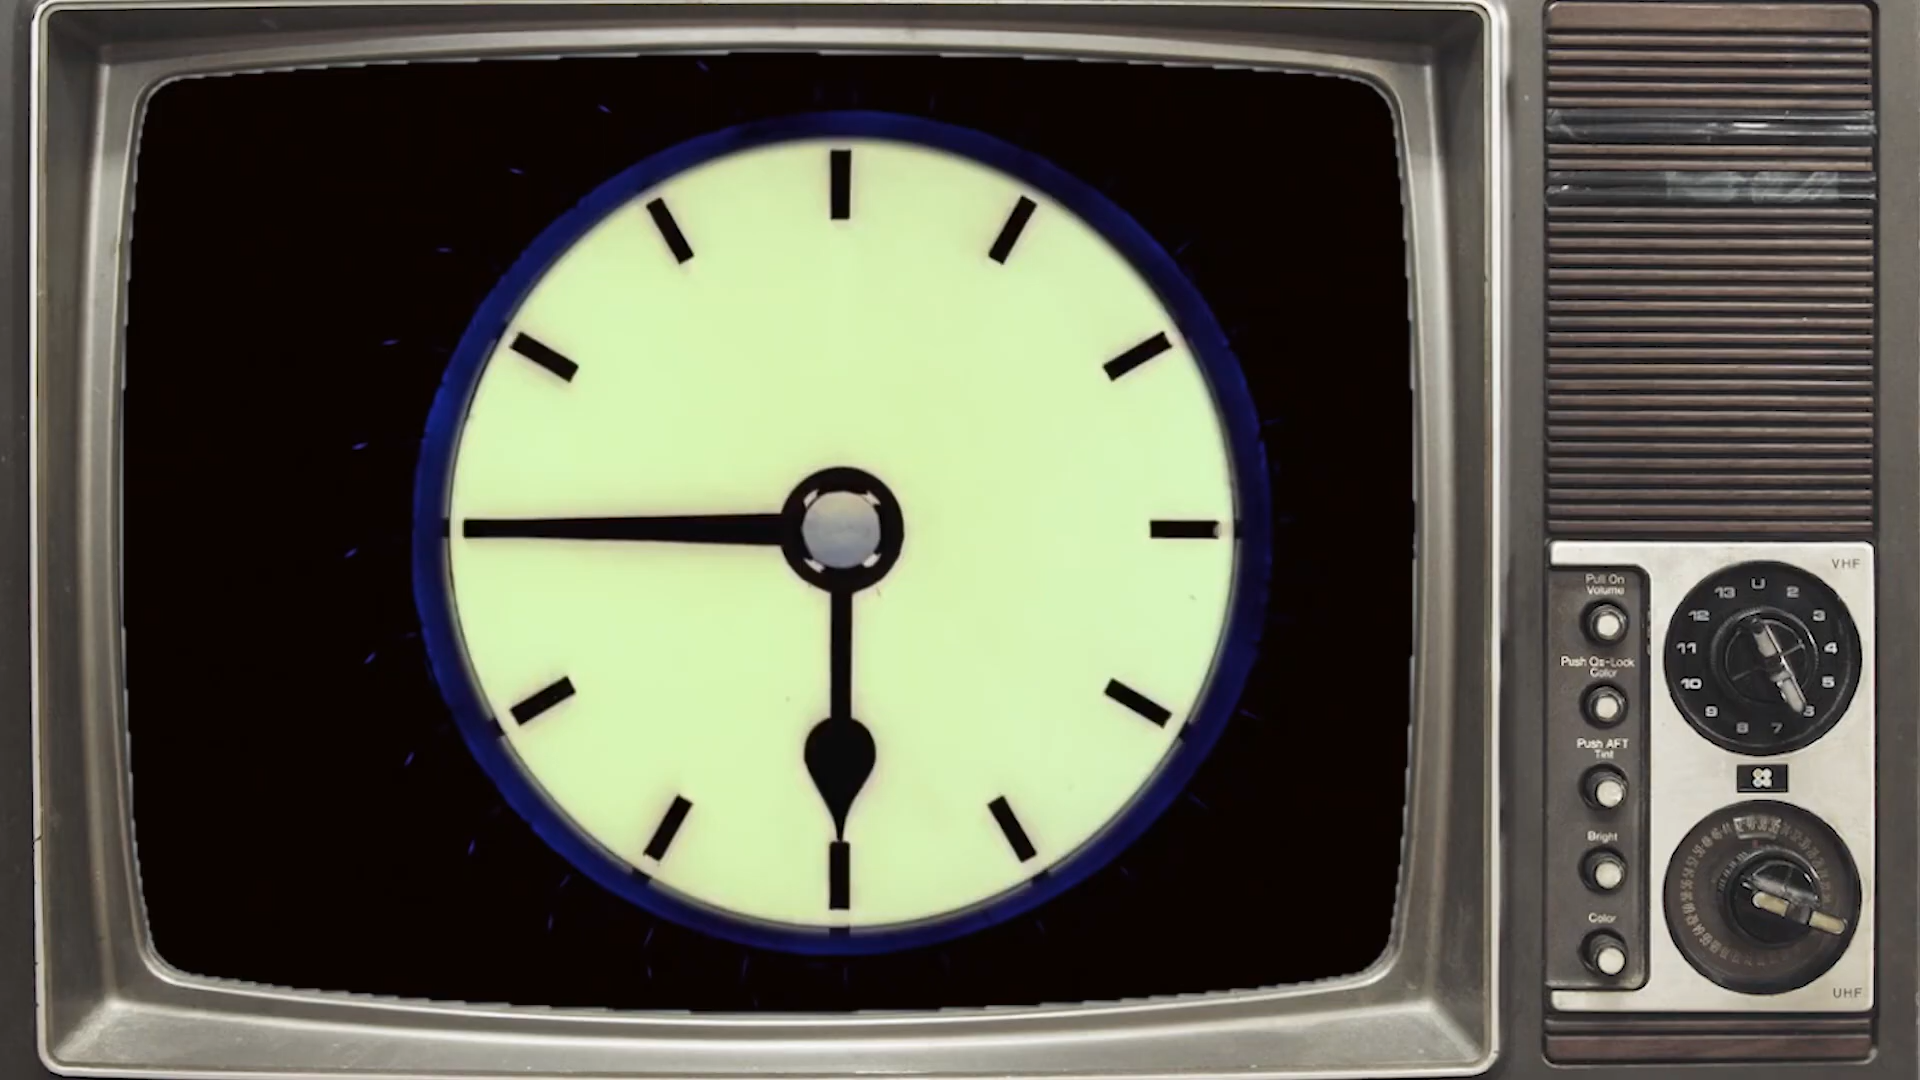 VHF
Pull On
Volume
Push Qz-Lock
Color
Push AFT
Tint
Bright
Color
U
2
3
4
5
6
7
8
9
10
11
12
13
UHF